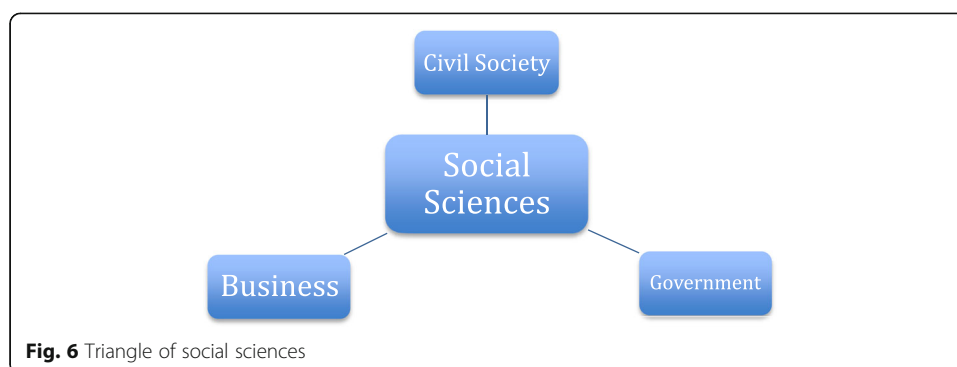 Civil Society
Social
Sciences
Business
Government
Fig. 6 Triangle of social sciences